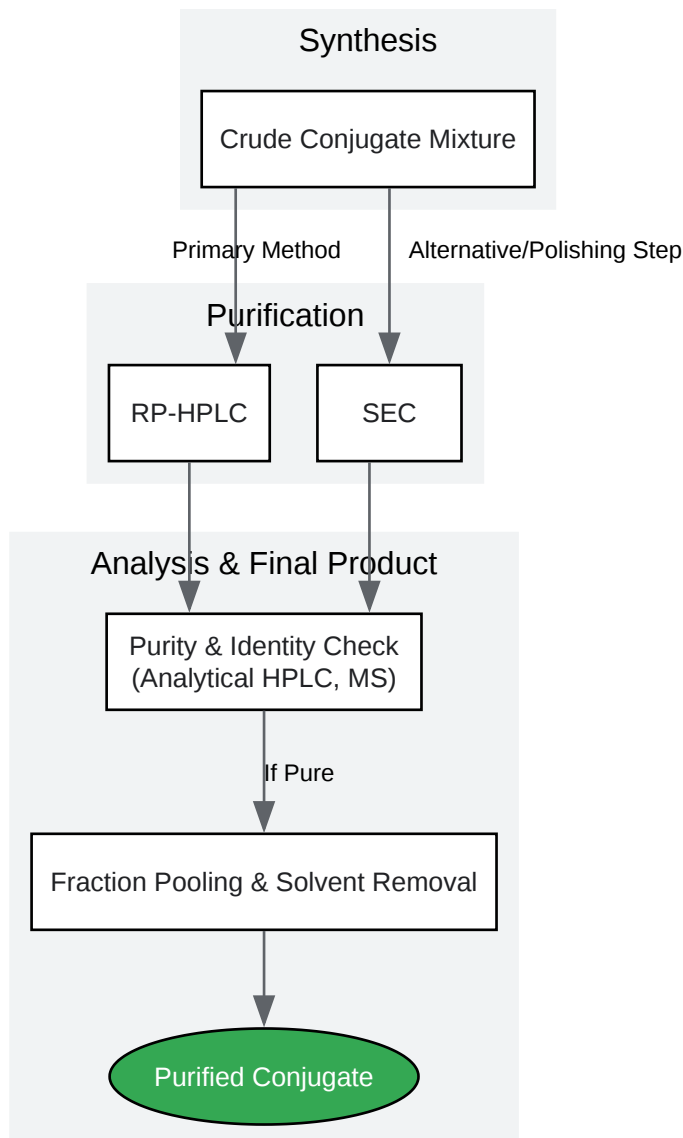 Synthesis
Crude Conjugate Mixture
Primary Method
Alternative/Polishing Step
Purification
RP-HPLC
SEC
Analysis & Final Product
Purity & Identity Check
(Analytical HPLC, MS)
If Pure
Fraction Pooling & Solvent Removal
Purified Conjugate